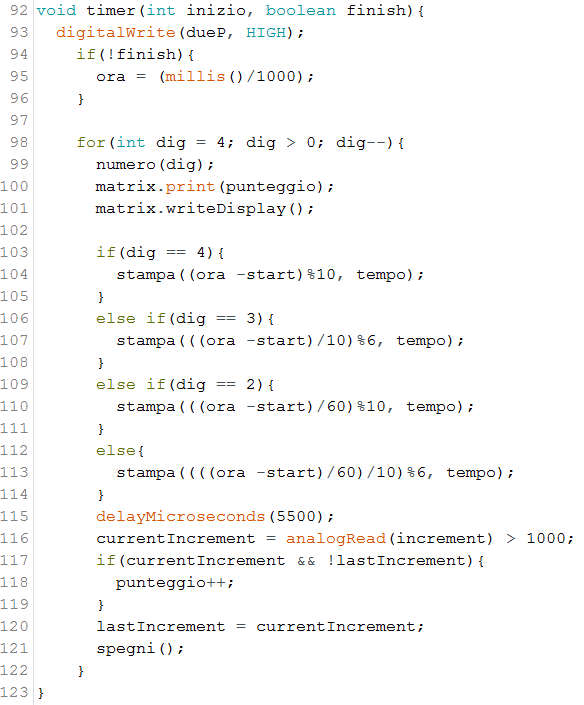 92 void timer(int inizio, boolean finish){
93   digitalWrite(dueP, HIGH);
94     if(!finish){
95       ora = (millis()/1000);
96     }
97
98     for(int dig = 4; dig > 0; dig--){
99       numero(dig);
100       matrix.print(punteggio);
101       matrix.writeDisplay();
102
103       if(dig == 4){
104         stampa((ora -start)%10, tempo);
105       }
106       else if(dig == 3){
107         stampa(((ora -start)/10)%6, tempo);
108       }
109       else if(dig == 2){
110         stampa(((ora -start)/60)%10, tempo);
111       }
112       else{
113         stampa((((ora -start)/60)/10)%6, tempo);
114       }
115       delayMicroseconds(5500);
116       currentIncrement = analogRead(increment) > 1000;
117       if(currentIncrement && !lastIncrement){
118         punteggio++;
119       }
120       lastIncrement = currentIncrement;
121       spegni();
122     }
123 }